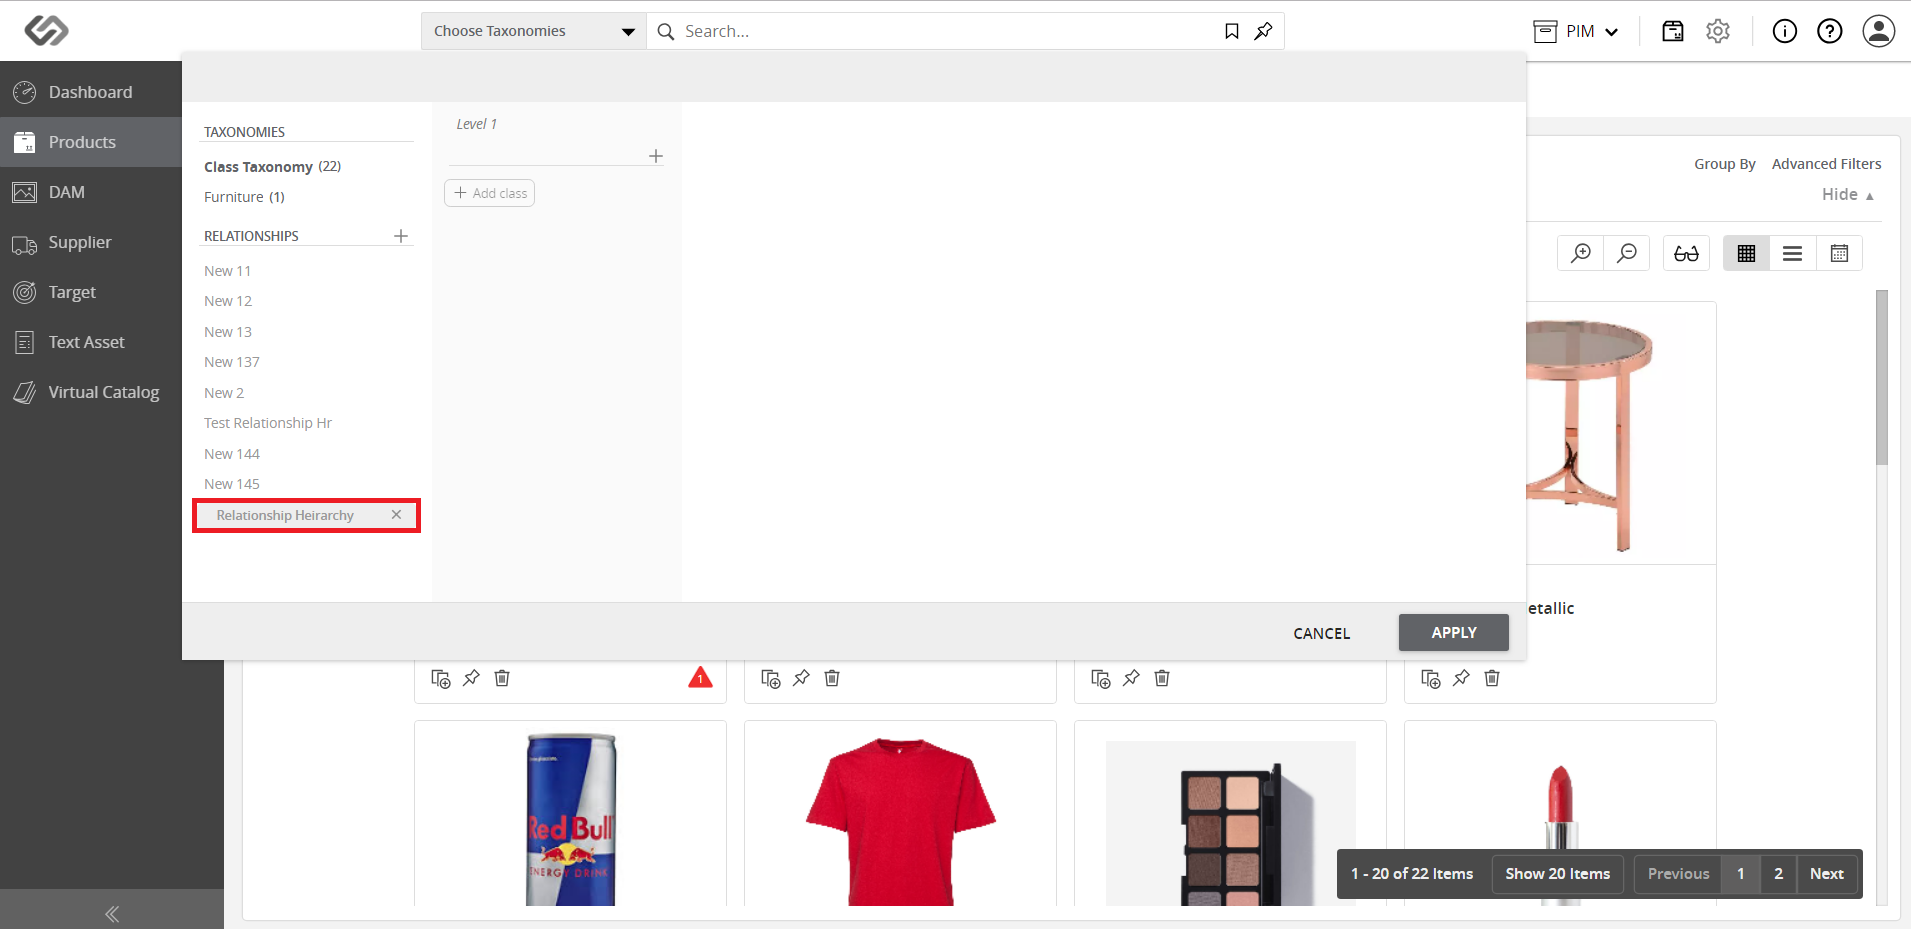 Choose Taxonomies
Search...
PIM
Dashboard
Products
DAM
Supplier
Target
Text Asset
Virtual Catalog
TAXONOMIES
Class Taxonomy (22)
Furniture (1)
RELATIONSHIPS
New 11
New 12
New 13
New 137
New 2
Test Relationship Hr
New 144
New 145
Relationship Heirarchy
Level 1
Add class
CANCEL
APPLY
Group By
Advanced Filters
Hide
etallic
1
Red Bull
ENERGY DRINK
1 - 20 of 22 Items
Show 20 Items
Previous
1
2
Next